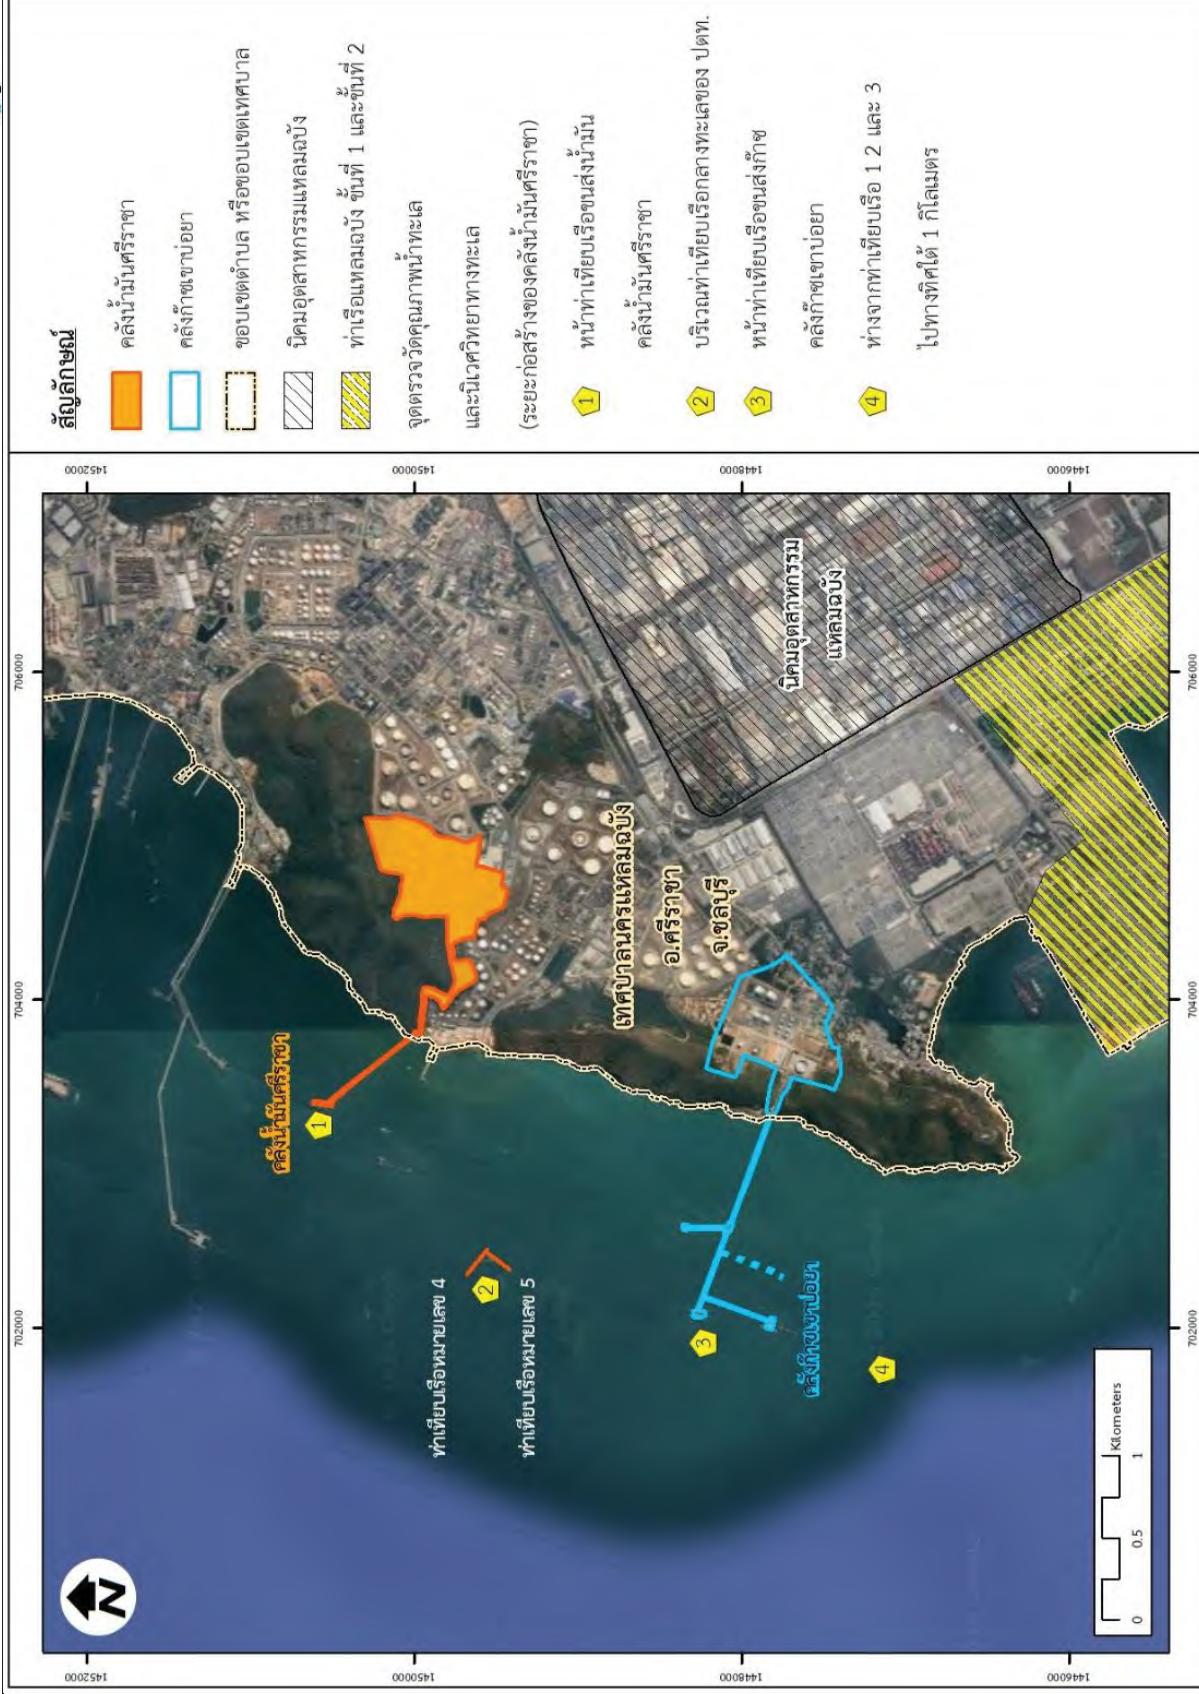 สัญลักษณ์
คลังน้ำมันศรีราชา
คลังก๊าซเขาบ่อยา
ขอบเขตตำบล หรือขอบเขตเทศบาล
นิคมอุตสาหกรรมแหลมฉบัง
ท่าเรือแหลมฉบัง ขั้นที่ 1 และขั้นที่ 2
จุดตรวจวัดคุณภาพน้ำทะเล
และนิเวศวิทยาทางทะเล
(ระยะก่อสร้างของคลังน้ำมันศรีราชา)
1 หน้าท่าเทียบเรือขนส่งน้ำมัน
คลังน้ำมันศรีราชา
2 บริเวณท่าเทียบเรือกลางทะเลของ ปตท.
3 หน้าท่าเทียบเรือขนส่งก๊าซ
คลังก๊าซเขาบ่อยา
4 ห่างจากท่าเทียบเรือ 1 2 และ 3
ไปทางทิศใต้ 1 กิโลเมตร
702000
704000
706000
1452000
1450000
1448000
1446000
1452000
1450000
1448000
1446000
702000
704000
706000
N
คลังน้ำมันศรีราชา
1
ท่าเทียบเรือหมายเลข 4
2
ท่าเทียบเรือหมายเลข 5
เทศบาลนครแหลมฉบัง
อ.ศรีราชา
จ.ชลบุรี
นิคมอุตสาหกรรม
แหลมฉบัง
3
คลังก๊าซเขาบ่อยา
4
0 0.5 1
Kilometers